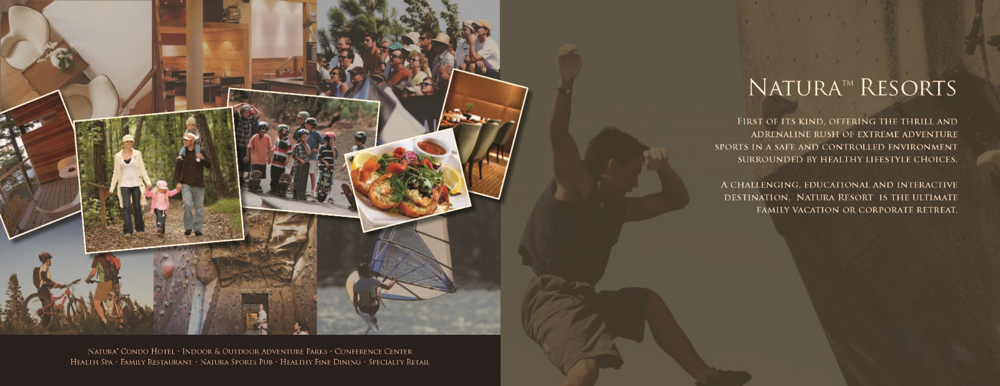 Natura™ Resorts
First of its kind, offering the thrill and
adrenaline rush of extreme adventure
sports in a safe and controlled environment
surrounded by healthy lifestyle choices.
A challenging, educational and interactive
destination, Natura Resort is the ultimate
family vacation or corporate retreat.
Natura™ Condo Hotel · Indoor & Outdoor Adventure Parks · Conference Center
Health Spa · Family Restaurant · Natura Sports Pub · Healthy Fine Dining · Specialty Retail